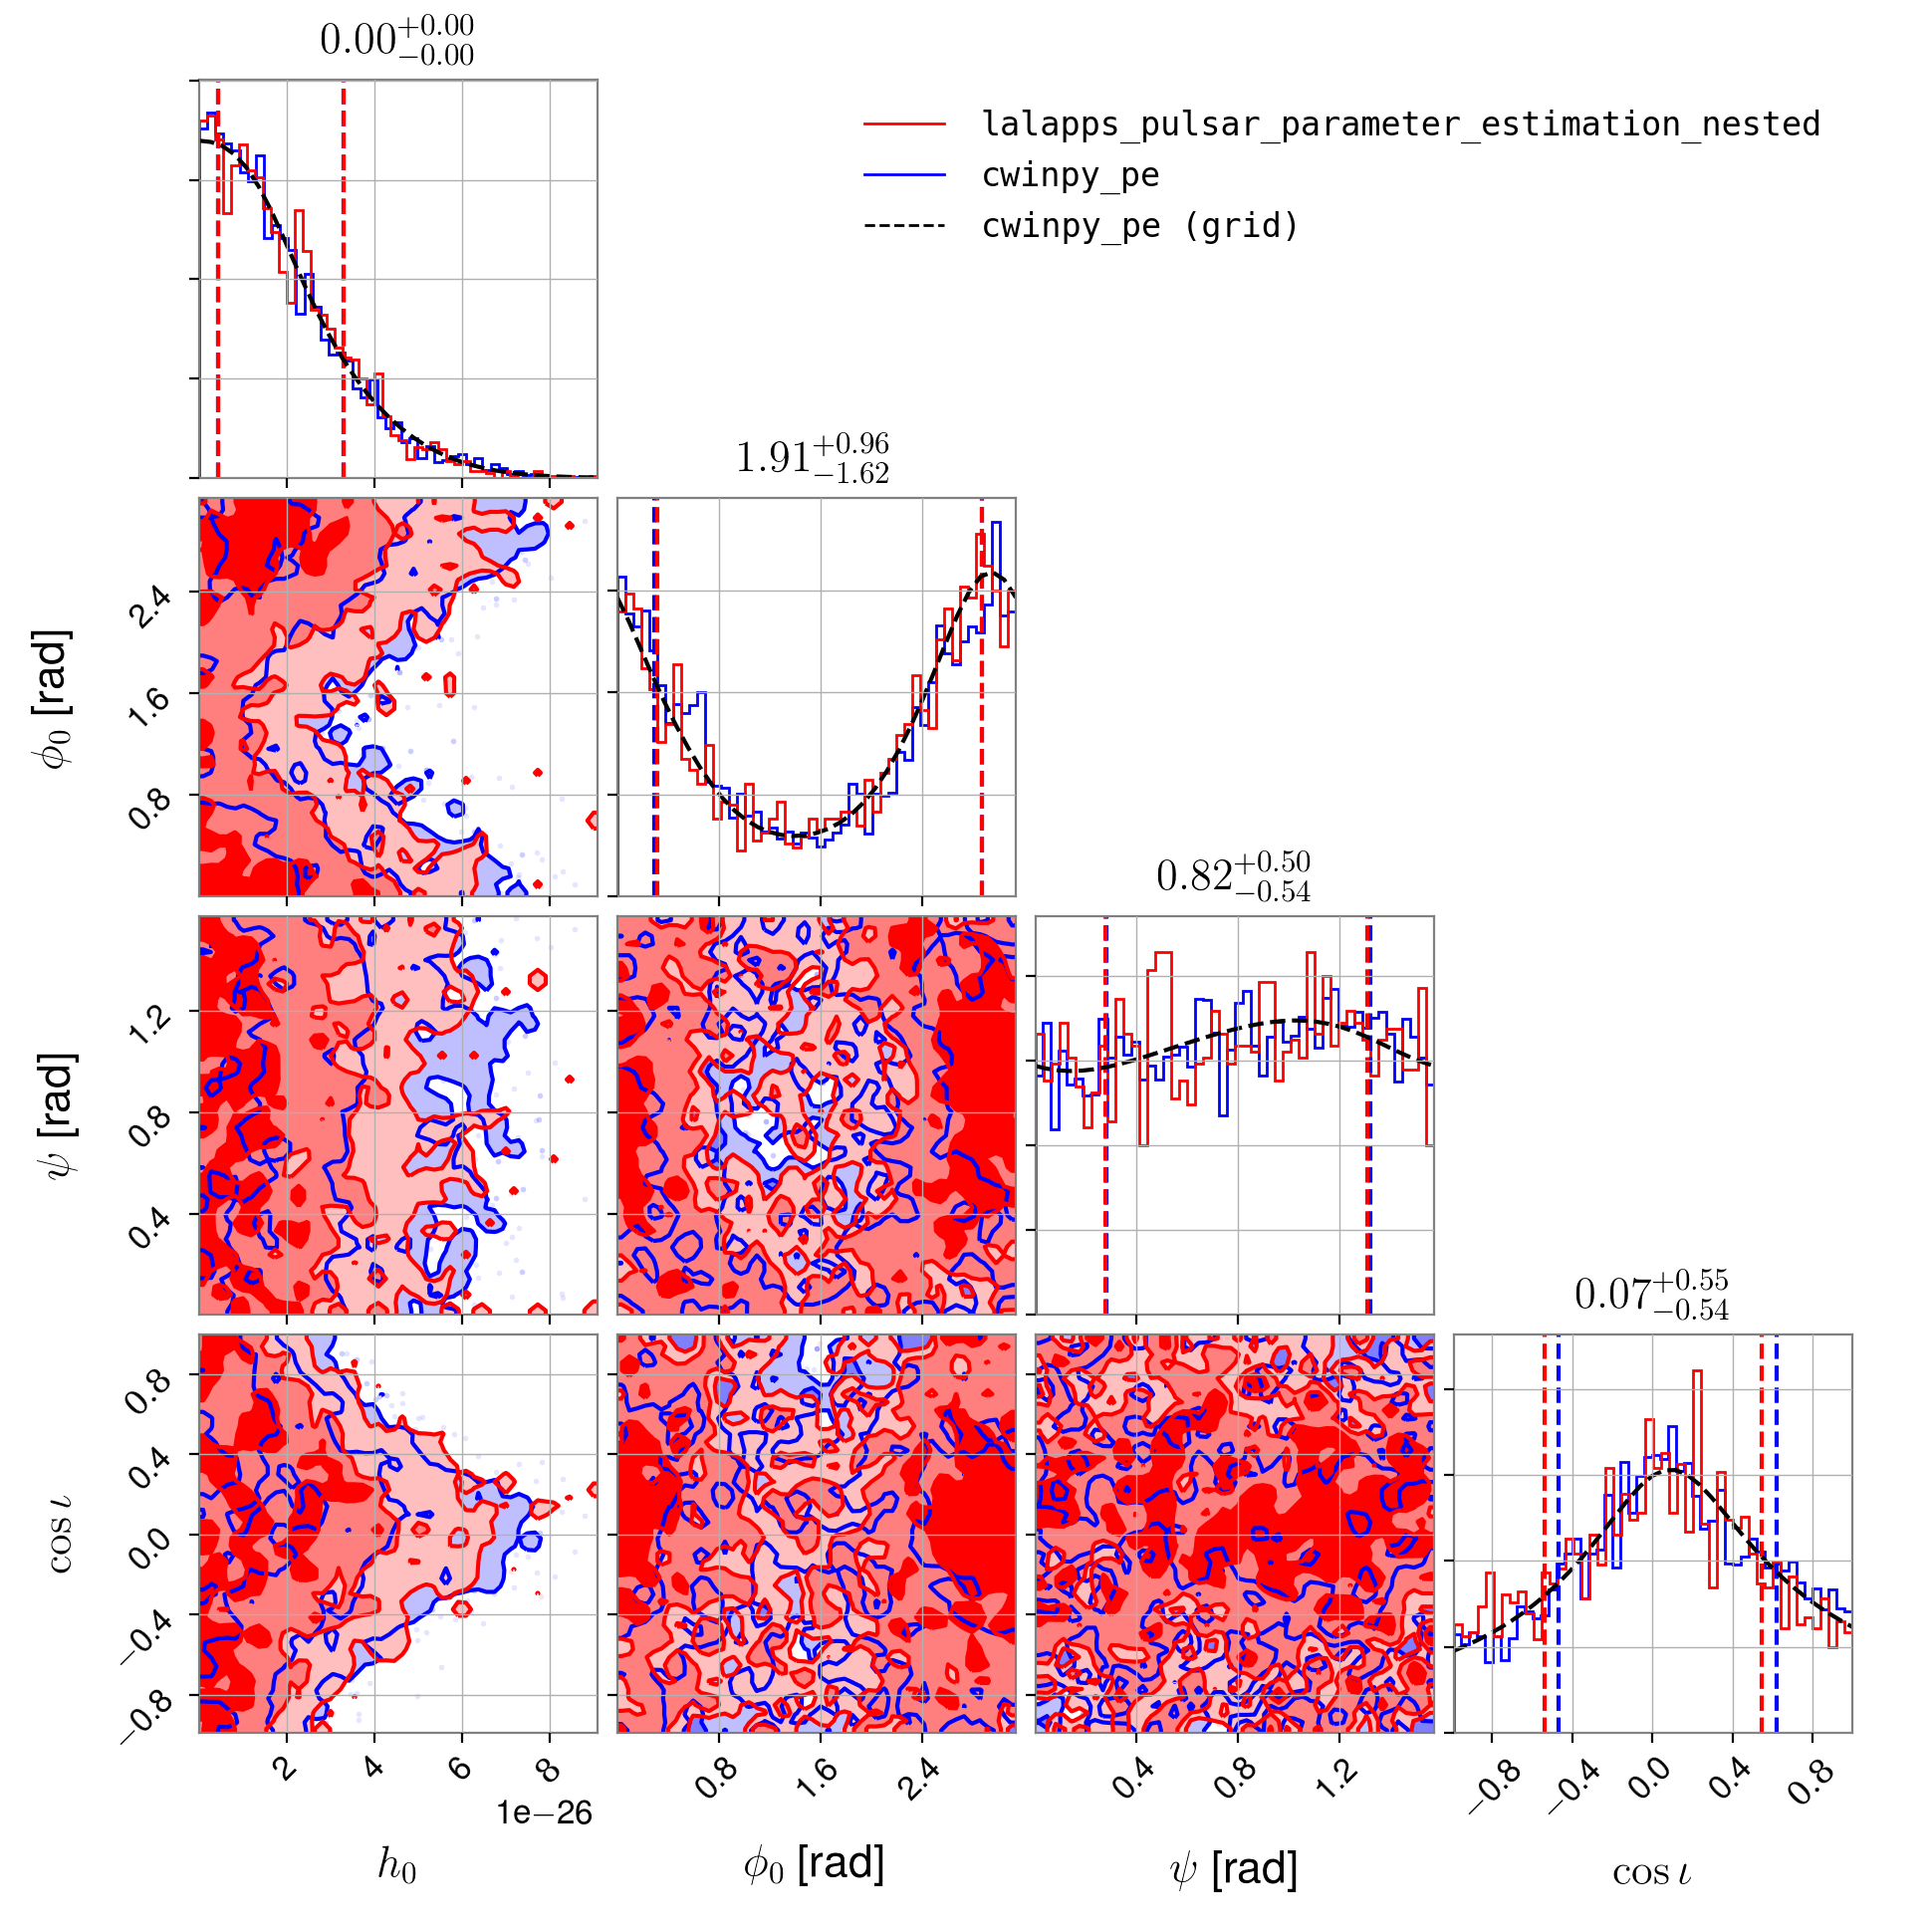 0.00+0.00−0.00
lalapps_pulsar_parameter_estimation_nested
cwinpy_pe
cwinpy_pe (grid)
1.91+0.96−1.62
ϕ0 [rad]
2.4
1.6
0.8
0.82+0.50−0.54
ψ [rad]
1.2
0.8
0.4
0.07+0.55−0.54
cos ι
0.8
0.4
0.0
−0.4
−0.8
2 4 6 8
1e−26
h0
0.8 1.6 2.4
ϕ0 [rad]
0.4 0.8 1.2
ψ [rad]
−0.8 −0.4 0.0 0.4 0.8
cos ι